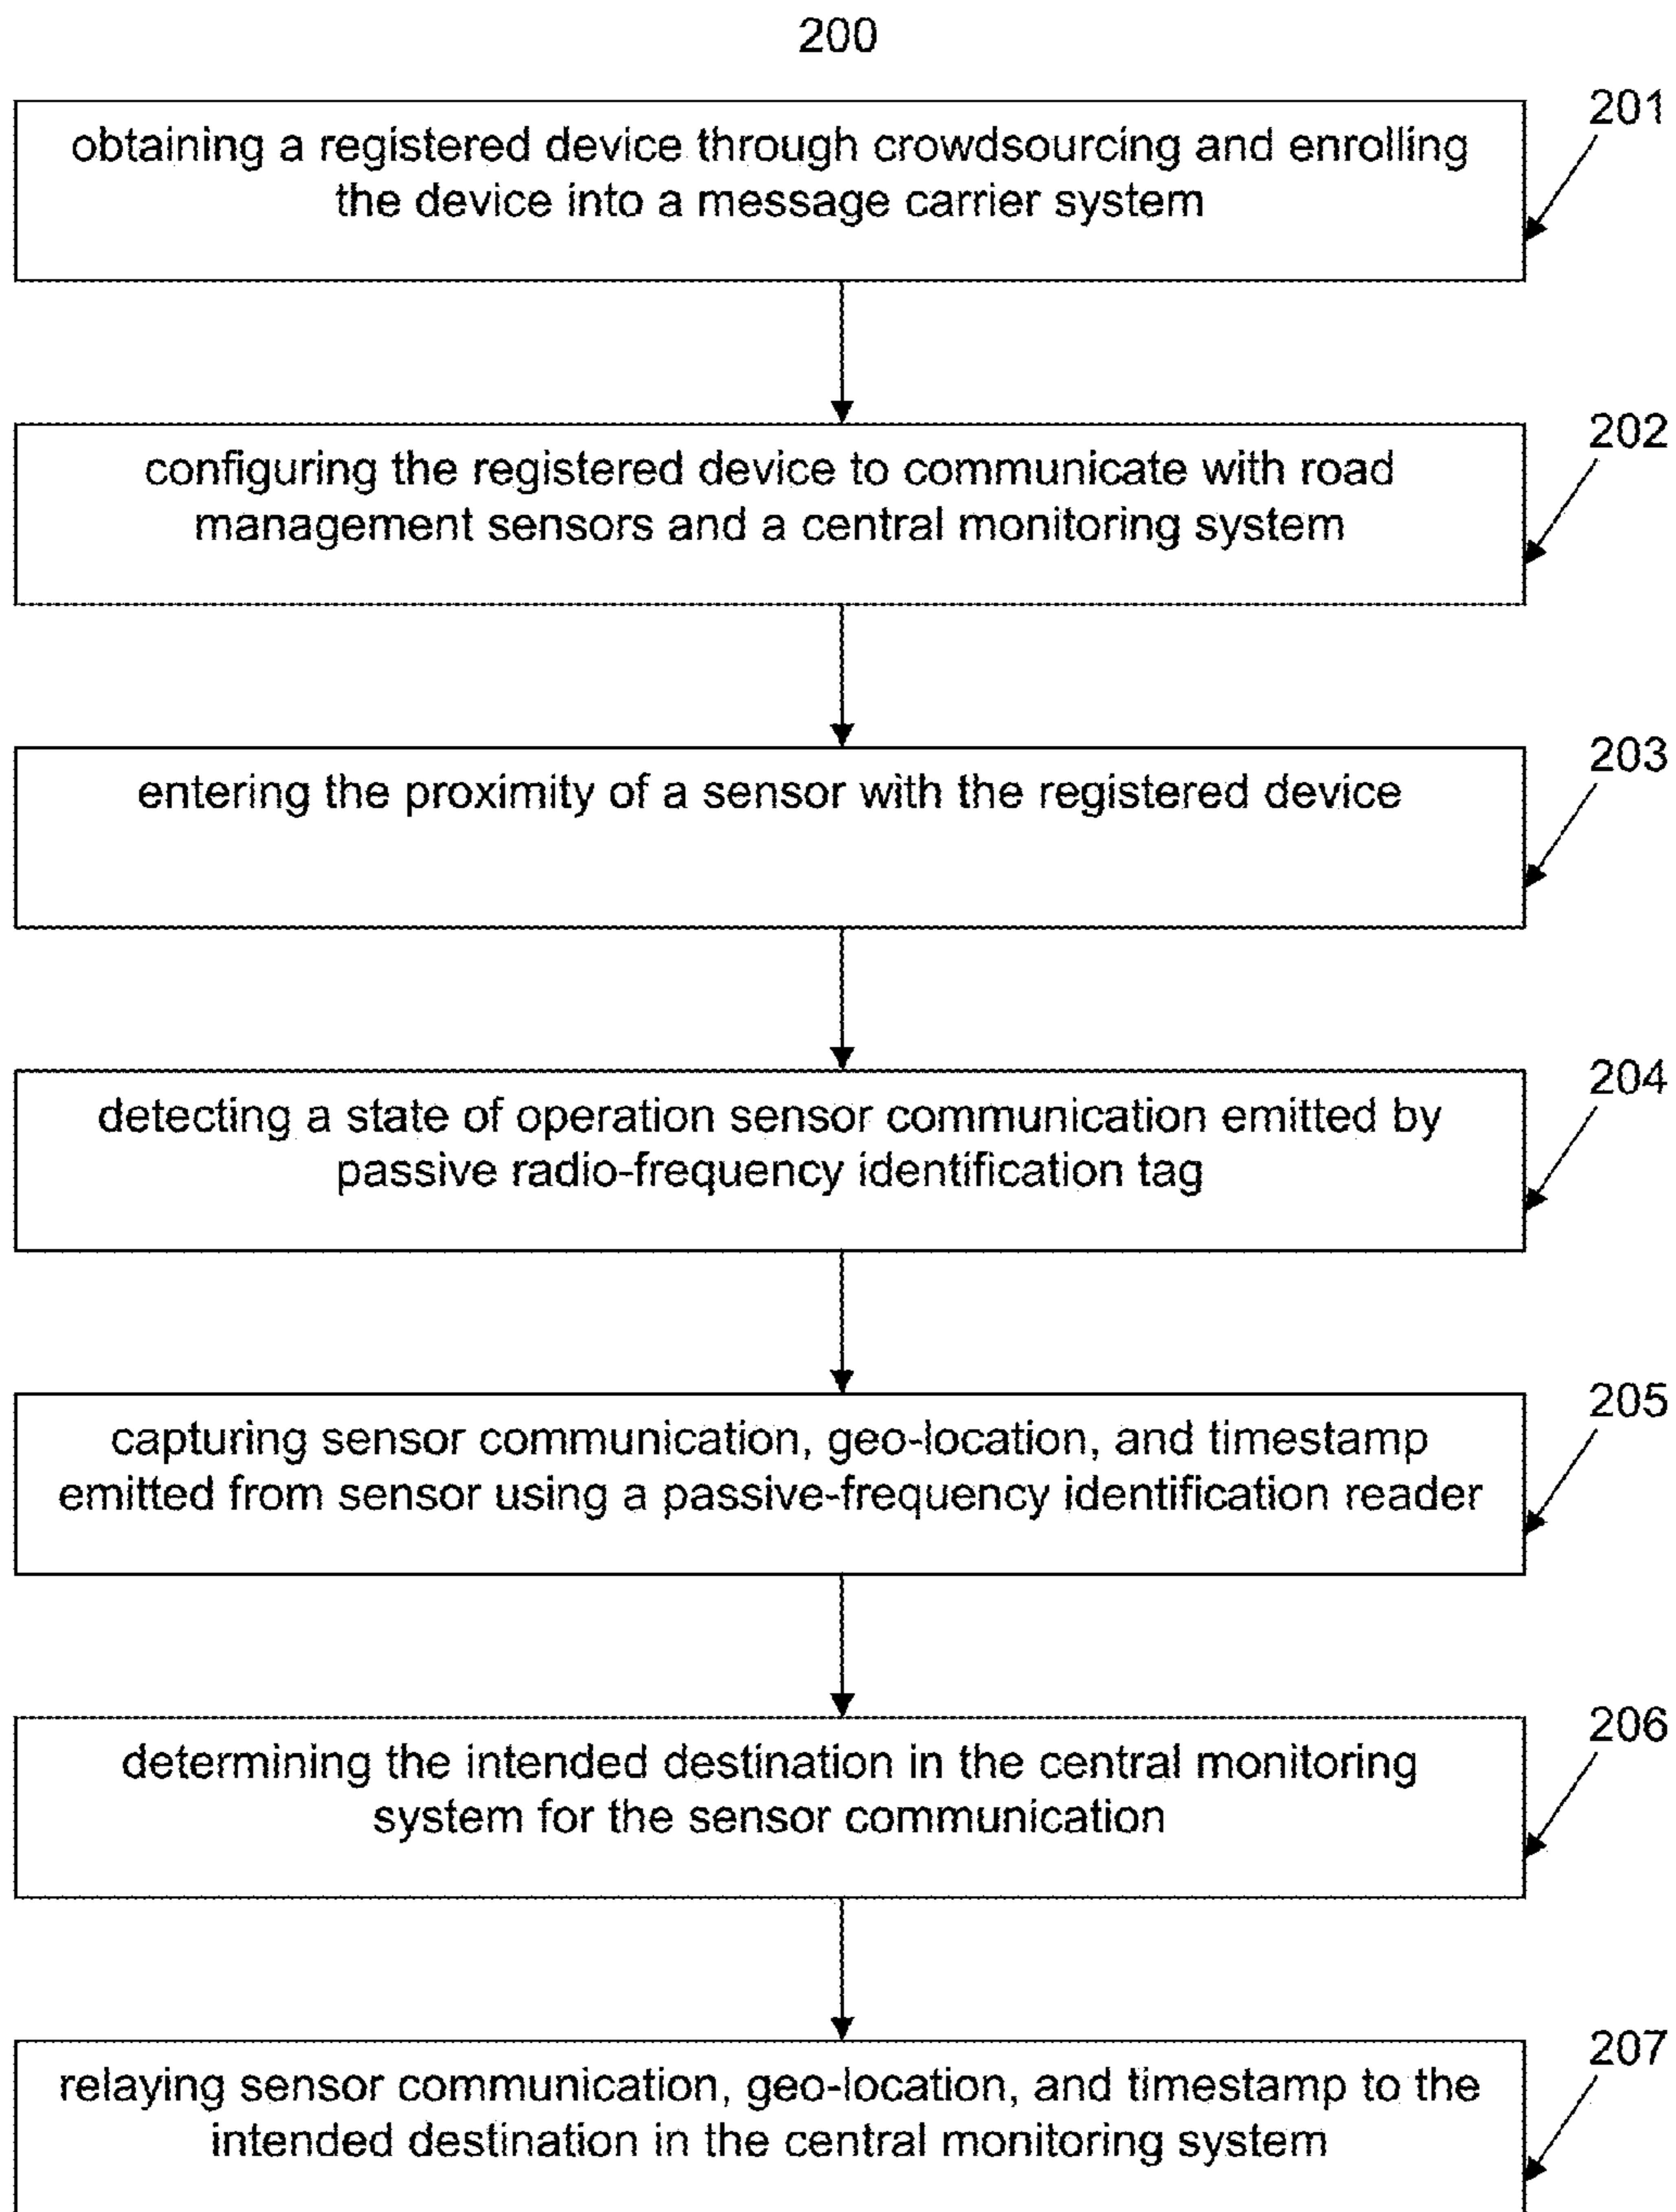 200
201
obtaining a registered device through crowdsourcing and enrolling
the device into a message carrier system
202
configuring the registered device to communicate with road
management sensors and a central monitoring system
203
entering the proximity of a sensor with the registered device
204
detecting a state of operation sensor communication emitted by
passive radio-frequency identification tag
205
capturing sensor communication, geo-location, and timestamp
emitted from sensor using a passive-frequency identification reader
206
determining the intended destination in the central monitoring
system for the sensor communication
207
relaying sensor communication, geo-location, and timestamp to the
intended destination in the central monitoring system